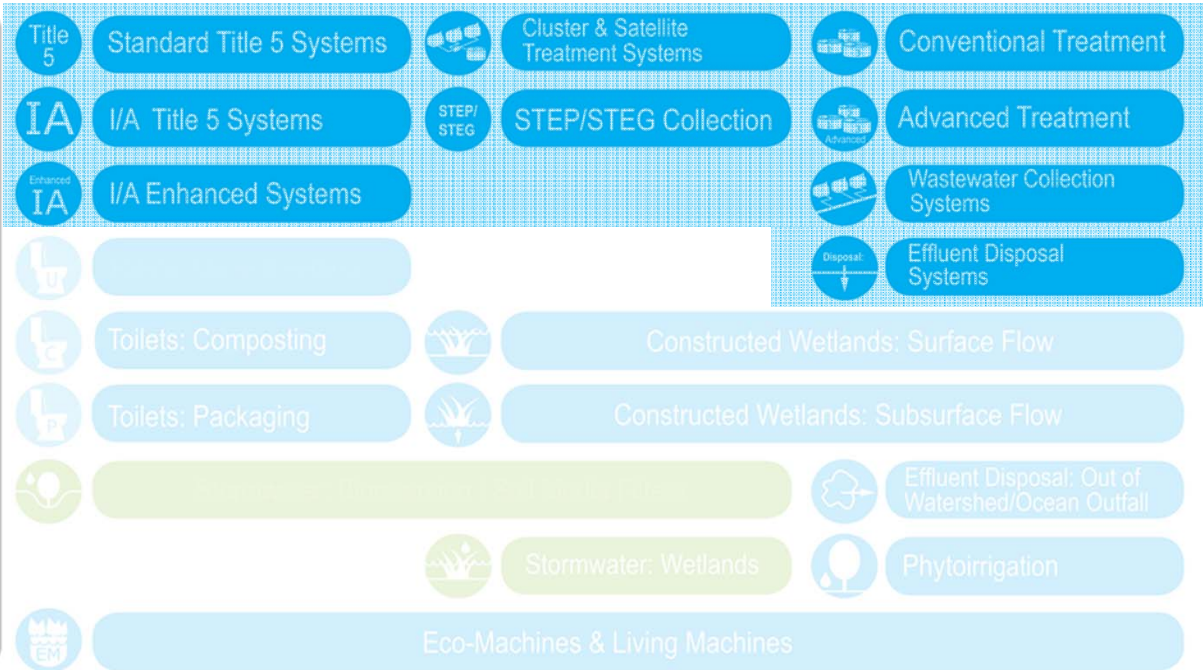 Title
5
Standard Title 5 Systems
Cluster & Satellite
Treatment Systems
Conventional Treatment
IA
I/A Title 5 Systems
STEP/
STEG
STEP/STEG Collection
Advanced
Advanced Treatment
Enhanced
IA
I/A Enhanced Systems
Wastewater Collection
Systems
Disposal:
Effluent Disposal
Systems
U
C
Toilets: Composting
Constructed Wetlands: Surface Flow
P
Toilets: Packaging
Constructed Wetlands: Subsurface Flow
Effluent Disposal: Out of
Watershed/Ocean Outfall
Stormwater: Wetlands
Phytoirrigation
EM
Eco-Machines & Living Machines